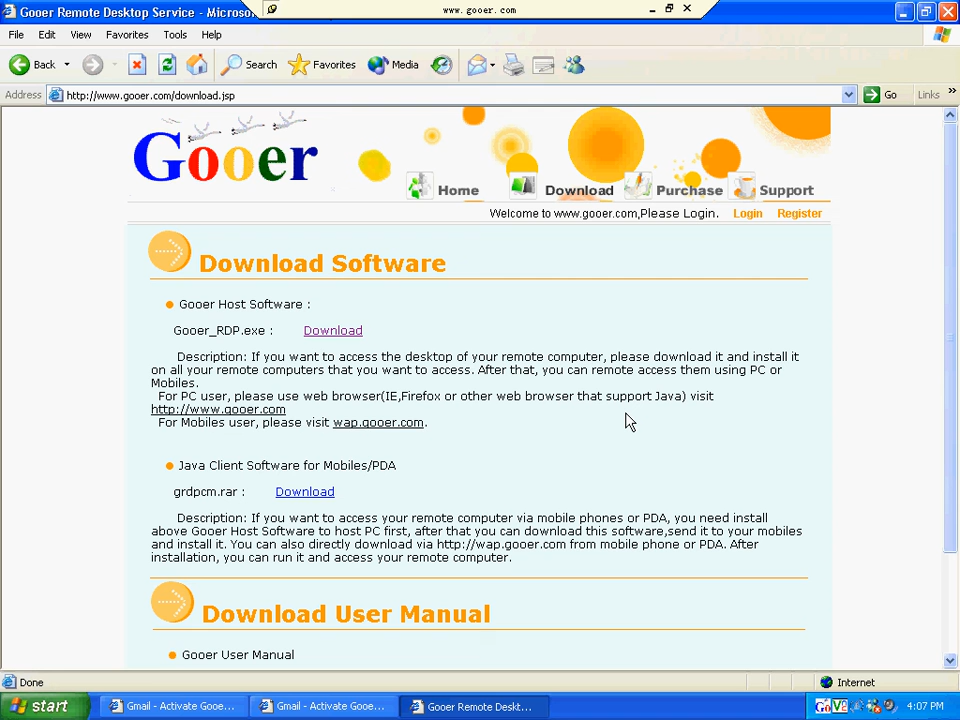 Gooer Remote Desktop Service - Microso
www.gooer.com
File Edit View Favorites Tools Help
Back Search Favorites Media
Address http://www.gooer.com/download.jsp Go Links »
Gooer
Home Download Purchase Support
Welcome to www.gooer.com,Please Login. Login Register
Download Software
Gooer Host Software :
Gooer_RDP.exe : Download
Description: If you want to access the desktop of your remote computer, please download it and install it
on all your remote computers that you want to access. After that, you can remote access them using PC or
Mobiles.
For PC user, please use web browser(IE,Firefox or other web browser that support Java) visit
http://www.gooer.com
For Mobiles user, please visit wap.gooer.com.
Java Client Software for Mobiles/PDA
grdpcm.rar : Download
Description: If you want to access your remote computer via mobile phones or PDA, you need install
above Gooer Host Software to host PC first, after that you can download this software,send it to your mobiles
and install it. You can also directly download via http://wap.gooer.com from mobile phone or PDA. After
installation, you can run it and access your remote computer.
Download User Manual
Gooer User Manual
Done Internet
start Gmail - Activate Gooe... Gmail - Activate Gooe... Gooer Remote Deskt... 4:07 PM